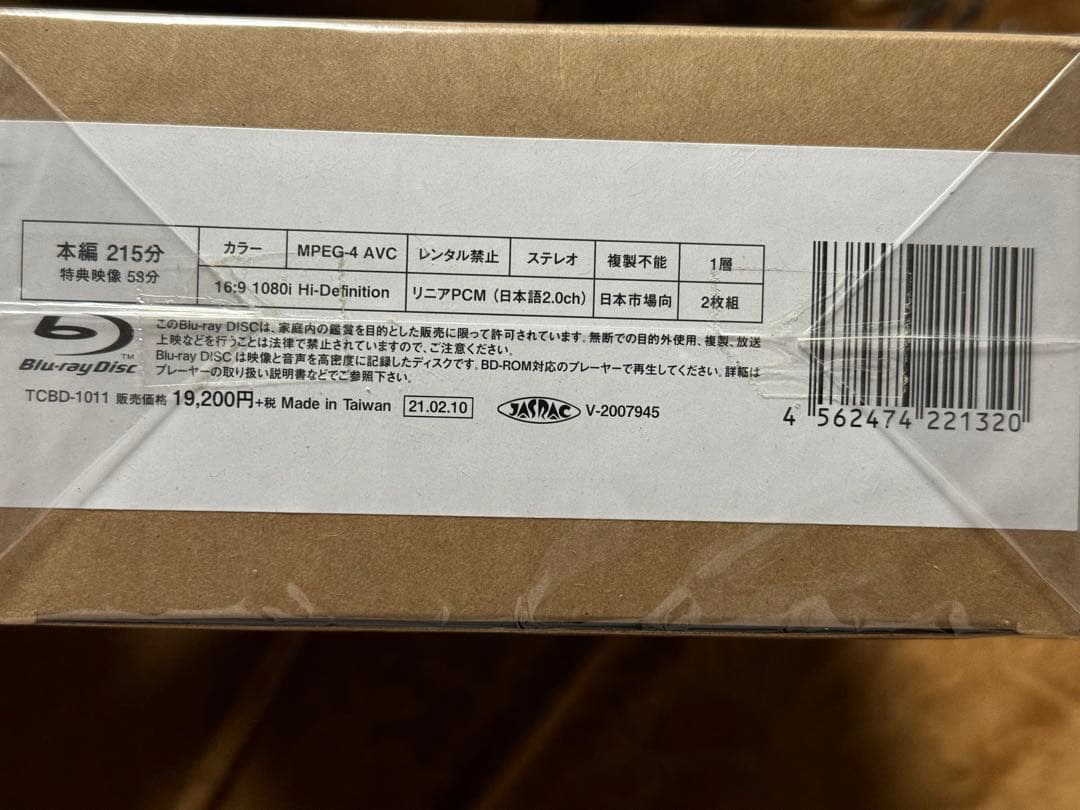 本編 215分
特典映像 53分
カラー MPEG-4 AVC レンタル禁止 ステレオ 複製不能 1層
16:9 1080i Hi-Definition リニアPCM（日本語2.0ch） 日本市場向 2枚組
Blu-ray Disc TM
このBlu-ray DISCは、家庭内の鑑賞を目的とした販売に限って許可されています。無断での目的外使用、複製、放送
上映などを行うことは法律で禁止されていますので、ご注意ください。
Blu-ray DISC は映像と音声を高密度に記録したディスクです。BD-ROM対応のプレーヤーで再生してください。詳細は
プレーヤーの取り扱い説明書などでご参照下さい。
TCBD-1011 販売価格 19,200円+税 Made in Taiwan 21.02.10 JASRAC V-2007945
4 562474 221320